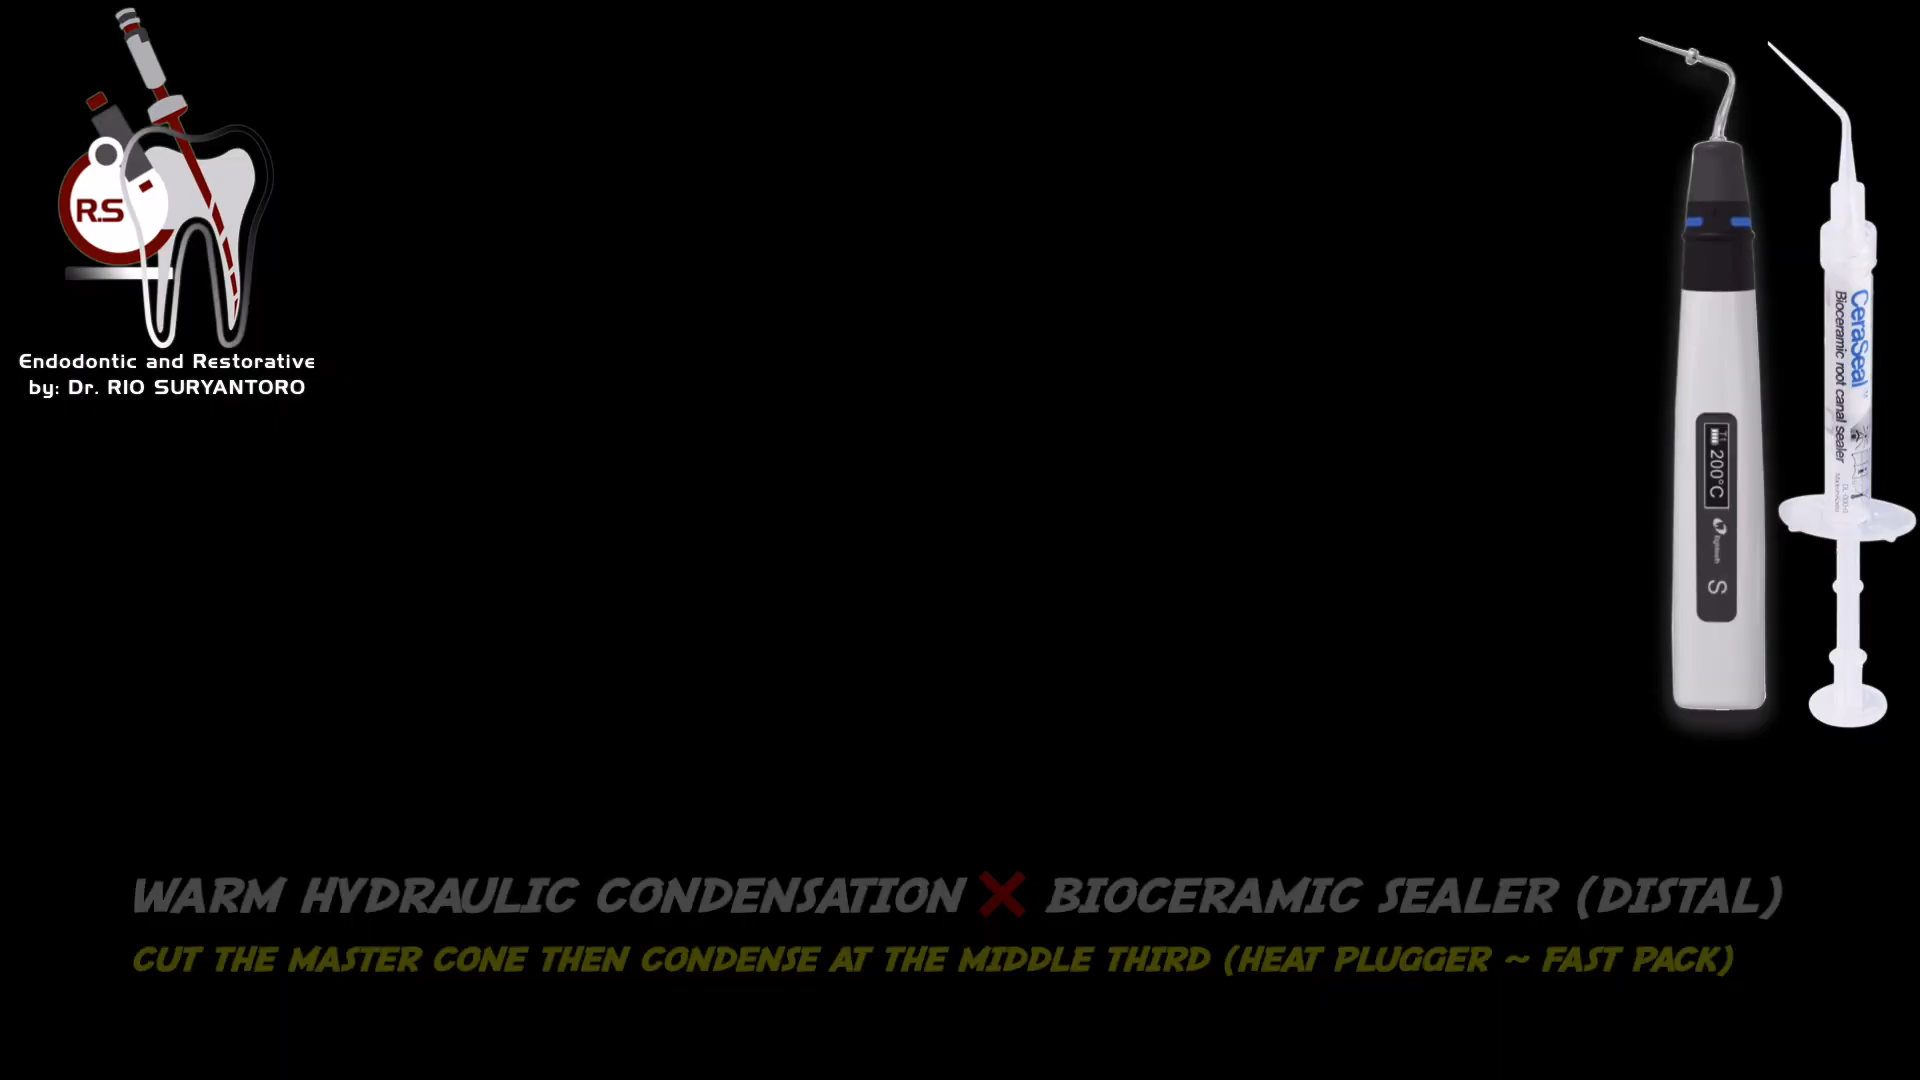 R.S
Endodontic and Restorative
by: Dr. RIO SURYANTORO
T1
200°C
S
CeraSeal
Bioceramic root canal sealer
WARM HYDRAULIC CONDENSATION ❌ BIOCERAMIC SEALER (DISTAL)
CUT THE MASTER CONE THEN CONDENSE AT THE MIDDLE THIRD (HEAT PLUGGER ~ FAST PACK)